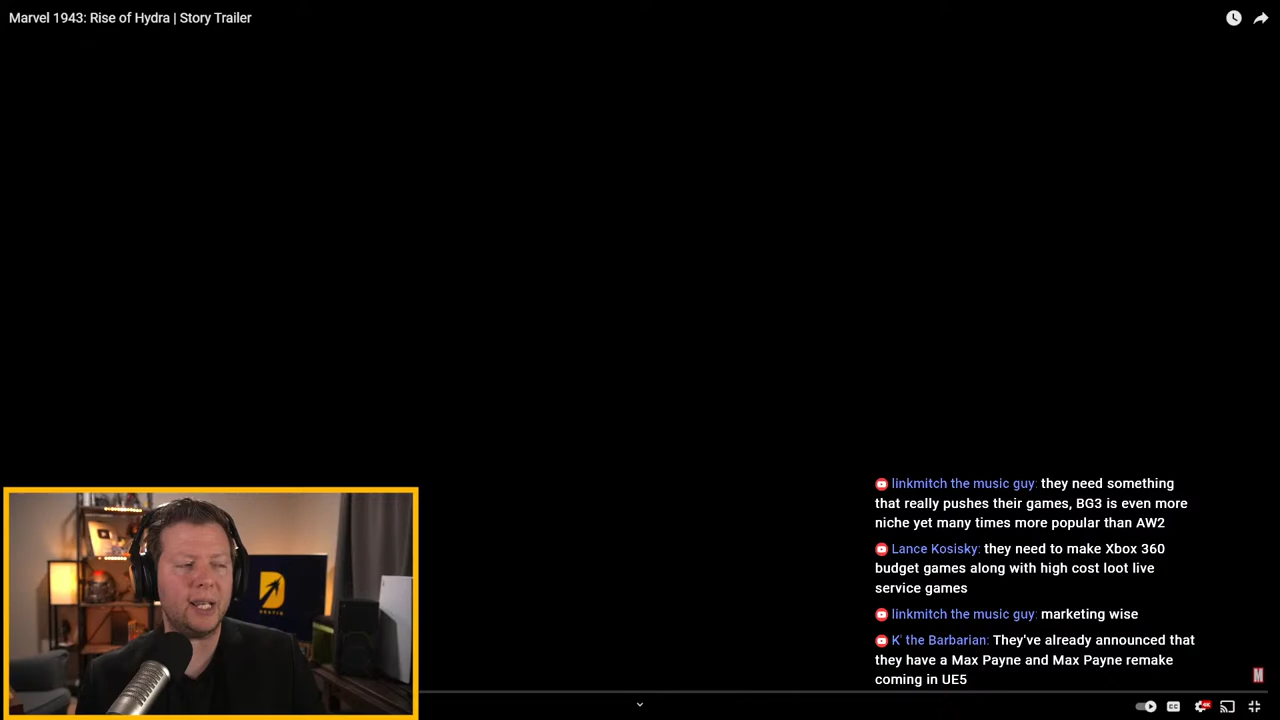 Marvel 1943: Rise of Hydra | Story Trailer
linkmitch the music guy: they need something
that really pushes their games, BG3 is even more
niche yet many times more popular than AW2
Lance Kosisky: they need to make Xbox 360
budget games along with high cost loot live
service games
linkmitch the music guy: marketing wise
K' the Barbarian: They've already announced that
they have a Max Payne and Max Payne remake
coming in UE5
M
CC
4K
D